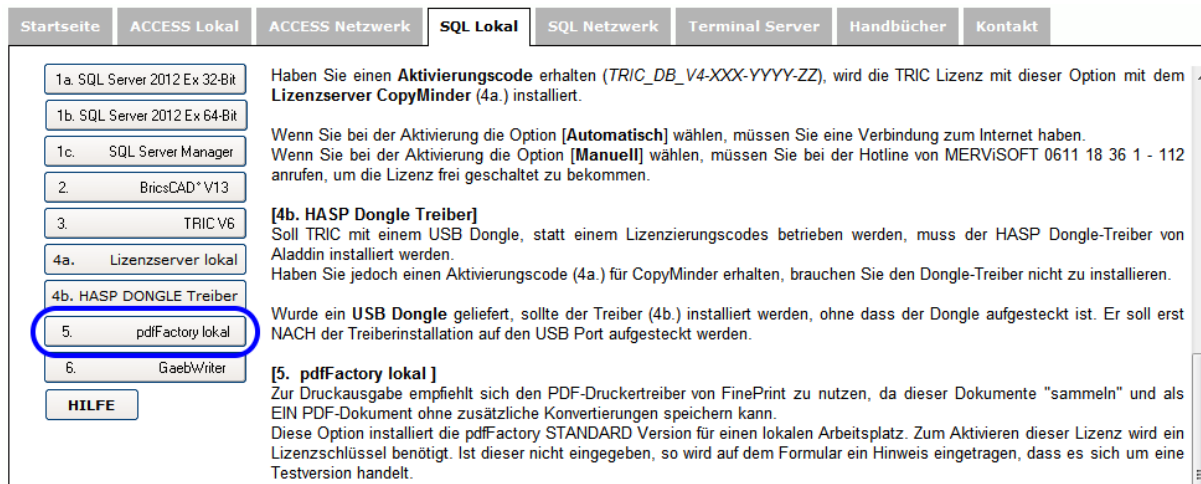 Startseite ACCESS Lokal ACCESS Netzwerk SQL Lokal SQL Netzwerk Terminal Server Handbücher Kontakt
1a. SQL Server 2012 Ex 32-Bit
1b. SQL Server 2012 Ex 64-Bit
1c. SQL Server Manager
2. BricsCAD° V13
3. TRIC V6
4a. Lizenzserver lokal
4b. HASP DONGLE Treiber
5. pdfFactory lokal
6. GaebWriter
HILFE
Haben Sie einen Aktivierungscode erhalten (TRIC_DB_V4-XXX-YYYY-ZZ), wird die TRIC Lizenz mit dieser Option mit dem
Lizenzserver CopyMinder (4a.) installiert.
Wenn Sie bei der Aktivierung die Option [Automatisch] wählen, müssen Sie eine Verbindung zum Internet haben.
Wenn Sie bei der Aktivierung die Option [Manuell] wählen, müssen Sie bei der Hotline von MERViSOFT 0611 18 36 1 - 112
anrufen, um die Lizenz frei geschaltet zu bekommen.
[4b. HASP Dongle Treiber]
Soll TRIC mit einem USB Dongle, statt einem Lizenzierungscodes betrieben werden, muss der HASP Dongle-Treiber von
Aladdin installiert werden.
Haben Sie jedoch einen Aktivierungscode (4a.) für CopyMinder erhalten, brauchen Sie den Dongle-Treiber nicht zu installieren.
Wurde ein USB Dongle geliefert, sollte der Treiber (4b.) installiert werden, ohne dass der Dongle aufgesteckt ist. Er soll erst
NACH der Treiberinstallation auf den USB Port aufgesteckt werden.
[5. pdfFactory lokal ]
Zur Druckausgabe empfiehlt sich den PDF-Druckertreiber von FinePrint zu nutzen, da dieser Dokumente "sammeln" und als
EIN PDF-Dokument ohne zusätzliche Konvertierungen speichern kann.
Diese Option installiert die pdfFactory STANDARD Version für einen lokalen Arbeitsplatz. Zum Aktivieren dieser Lizenz wird ein
Lizenzschlüssel benötigt. Ist dieser nicht eingegeben, so wird auf dem Formular ein Hinweis eingetragen, dass es sich um eine
Testversion handelt.